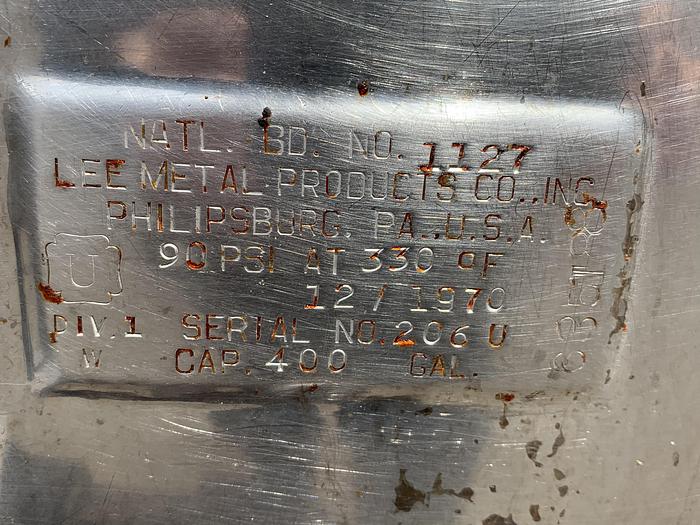 NATL. BD. NO. 1127
LEE METAL PRODUCTS CO., INC.
PHILIPSBURG, PA., U.S.A.
U
90 PSI AT 330 °F
12 / 1970
DIV. 1 SERIAL NO. 206 U
W CAP. 400 GAL.